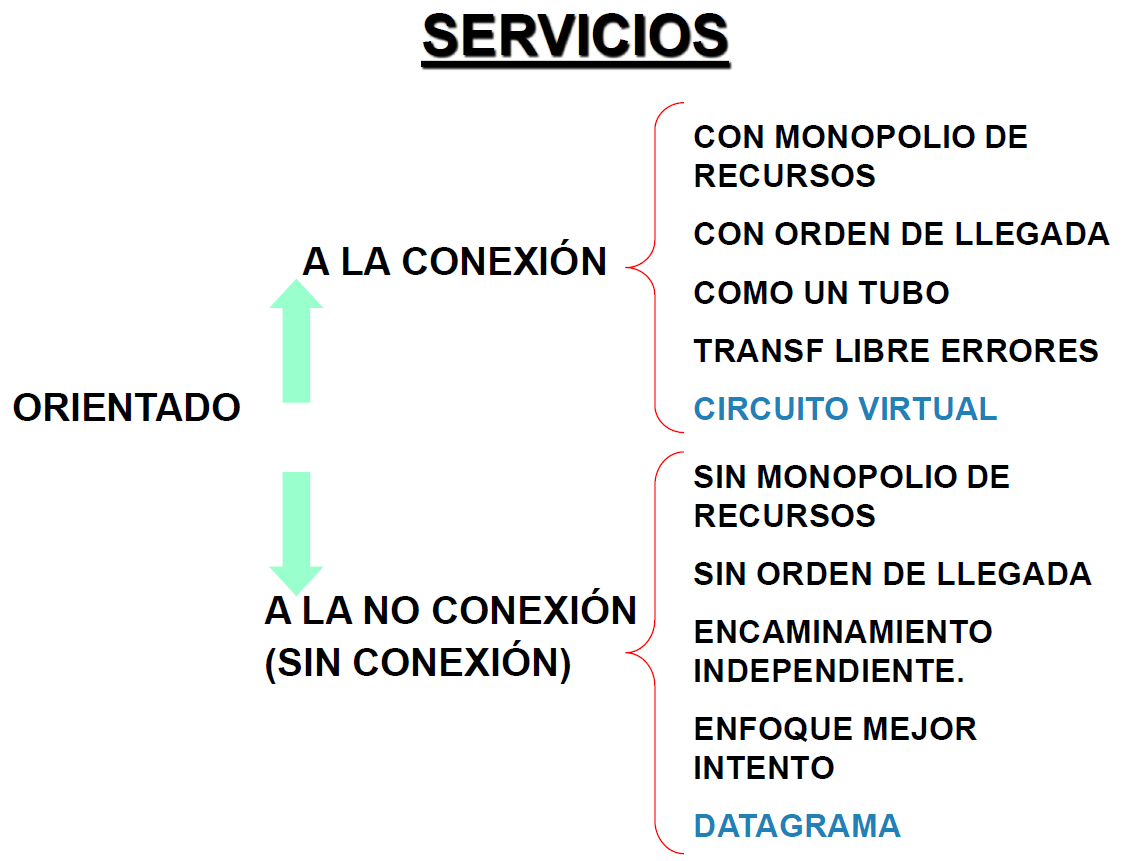 SERVICIOS
CON MONOPOLIO DE
RECURSOS
CON ORDEN DE LLEGADA
A LA CONEXIÓN
COMO UN TUBO
TRANSF LIBRE ERRORES
CIRCUITO VIRTUAL
ORIENTADO
SIN MONOPOLIO DE
RECURSOS
SIN ORDEN DE LLEGADA
A LA NO CONEXIÓN
(SIN CONEXIÓN)
ENCAMINAMIENTO
INDEPENDIENTE.
ENFOQUE MEJOR
INTENTO
DATAGRAMA